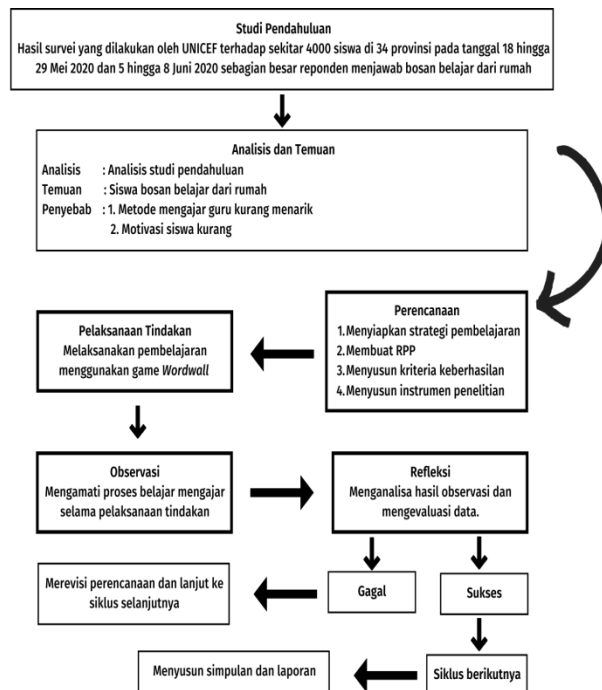 Studi Pendahuluan
Hasil survei yang dilakukan oleh UNICEF terhadap sekitar 4000 siswa di 34 provinsi pada tanggal 18 hingga
29 Mei 2020 dan 5 hingga 8 Juni 2020 sebagian besar reponden menjawab bosan belajar dari rumah
Analisis dan Temuan
Analisis : Analisis studi pendahuluan
Temuan : Siswa bosan belajar dari rumah
Penyebab : 1. Metode mengajar guru kurang menarik
2. Motivasi siswa kurang
Perencanaan
1.Menyiapkan strategi pembelajaran
2.Membuat RPP
3.Menyusun kriteria keberhasilan
4.Menyusun instrumen penelitian
Pelaksanaan Tindakan
Melaksanakan pembelajaran
menggunakan game Wordwall
Observasi
Mengamati proses belajar mengajar
selama pelaksanaan tindakan
Refleksi
Menganalisa hasil observasi dan
mengevaluasi data.
Gagal
Sukses
Merevisi perencanaan dan lanjut ke
siklus selanjutnya
Siklus berikutnya
Menyusun simpulan dan laporan